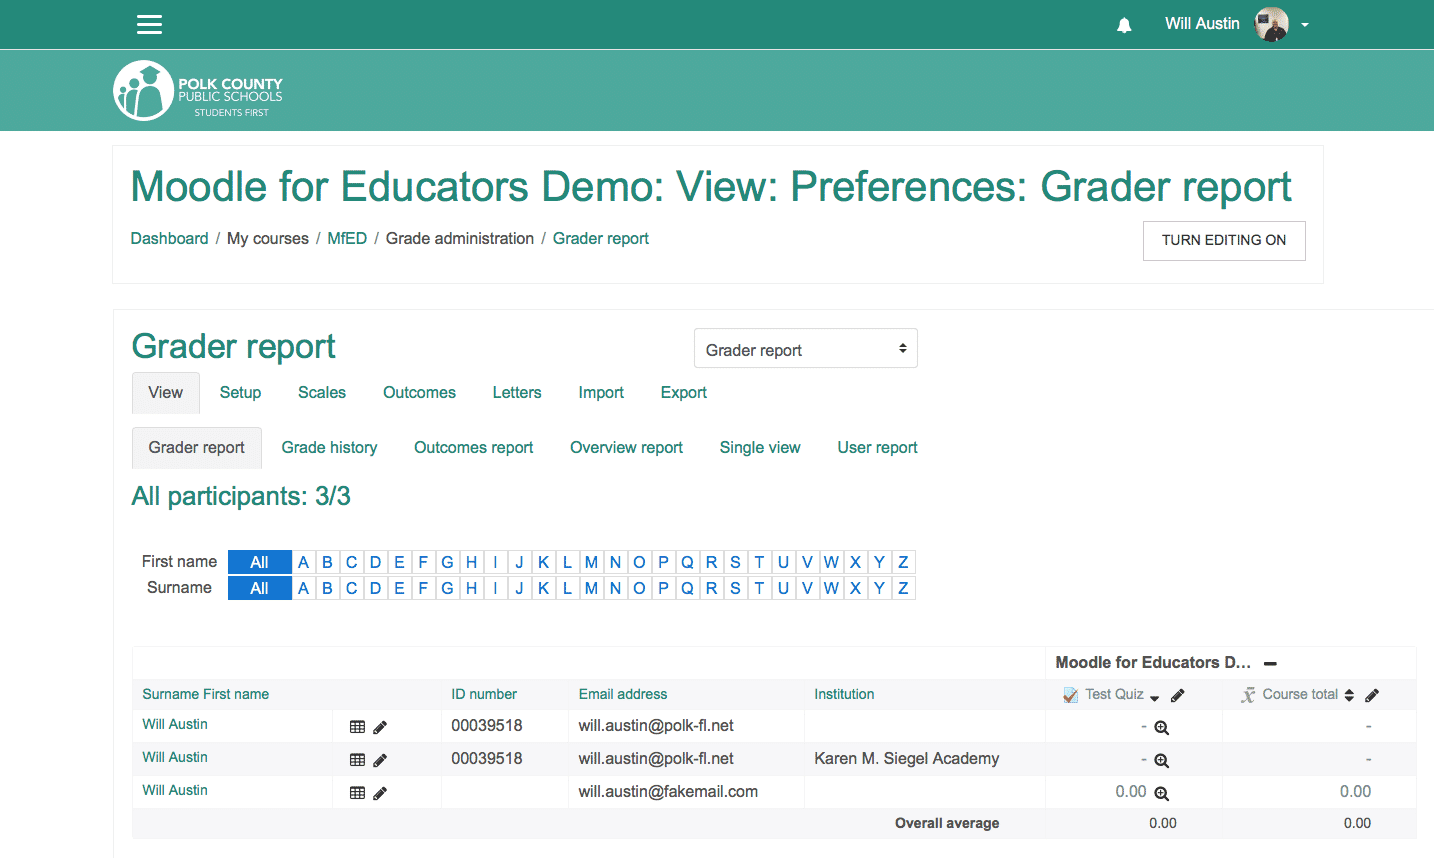 Will Austin
POLK COUNTY
PUBLIC SCHOOLS
STUDENTS FIRST
Moodle for Educators Demo: View: Preferences: Grader report
Dashboard / My courses / MfED / Grade administration / Grader report
TURN EDITING ON
Grader report
Grader report
View Setup Scales Outcomes Letters Import Export
Grader report Grade history Outcomes report Overview report Single view User report
All participants: 3/3
First name All A B C D E F G H I J K L M N O P Q R S T U V W X Y Z
Surname All A B C D E F G H I J K L M N O P Q R S T U V W X Y Z
Moodle for Educators D...
Surname First name ID number Email address Institution Test Quiz Course total
Will Austin 00039518 will.austin@polk-fl.net - -
Will Austin 00039518 will.austin@polk-fl.net Karen M. Siegel Academy - -
Will Austin will.austin@fakemail.com 0.00 0.00
Overall average 0.00 0.00